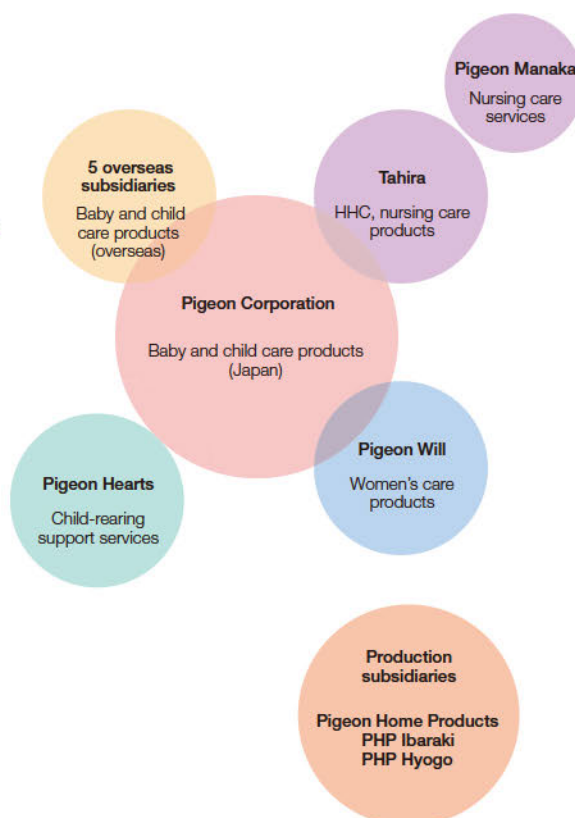 Pigeon Manaka
Nursing care
services
5 overseas
subsidiaries
Baby and child
care products
(overseas)
Tahira
HHC, nursing care
products
Pigeon Corporation
Baby and child care products
(Japan)
Pigeon Hearts
Child-rearing
support services
Pigeon Will
Women's care
products
Production
subsidiaries
Pigeon Home Products
PHP Ibaraki
PHP Hyogo